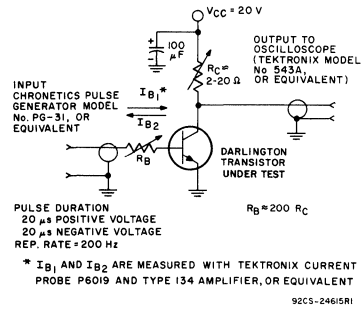 VCC = 20 V
+
100
µF
-
RC ≈
2-20 Ω
OUTPUT TO
OSCILLOSCOPE
(TEKTRONIX MODEL
No 543A,
OR EQUIVALENT)
INPUT
CHRONETICS PULSE
GENERATOR MODEL
No. PG-31, OR
EQUIVALENT
IB1*
IB2
RB
DARLINGTON
TRANSISTOR
UNDER TEST
PULSE DURATION
20 µs POSITIVE VOLTAGE
20 µs NEGATIVE VOLTAGE
REP. RATE = 200 Hz
RB≈200 RC
* IB1 AND IB2 ARE MEASURED WITH TEKTRONIX CURRENT
PROBE P6019 AND TYPE 134 AMPLIFIER, OR EQUIVALENT
92CS-24615R1